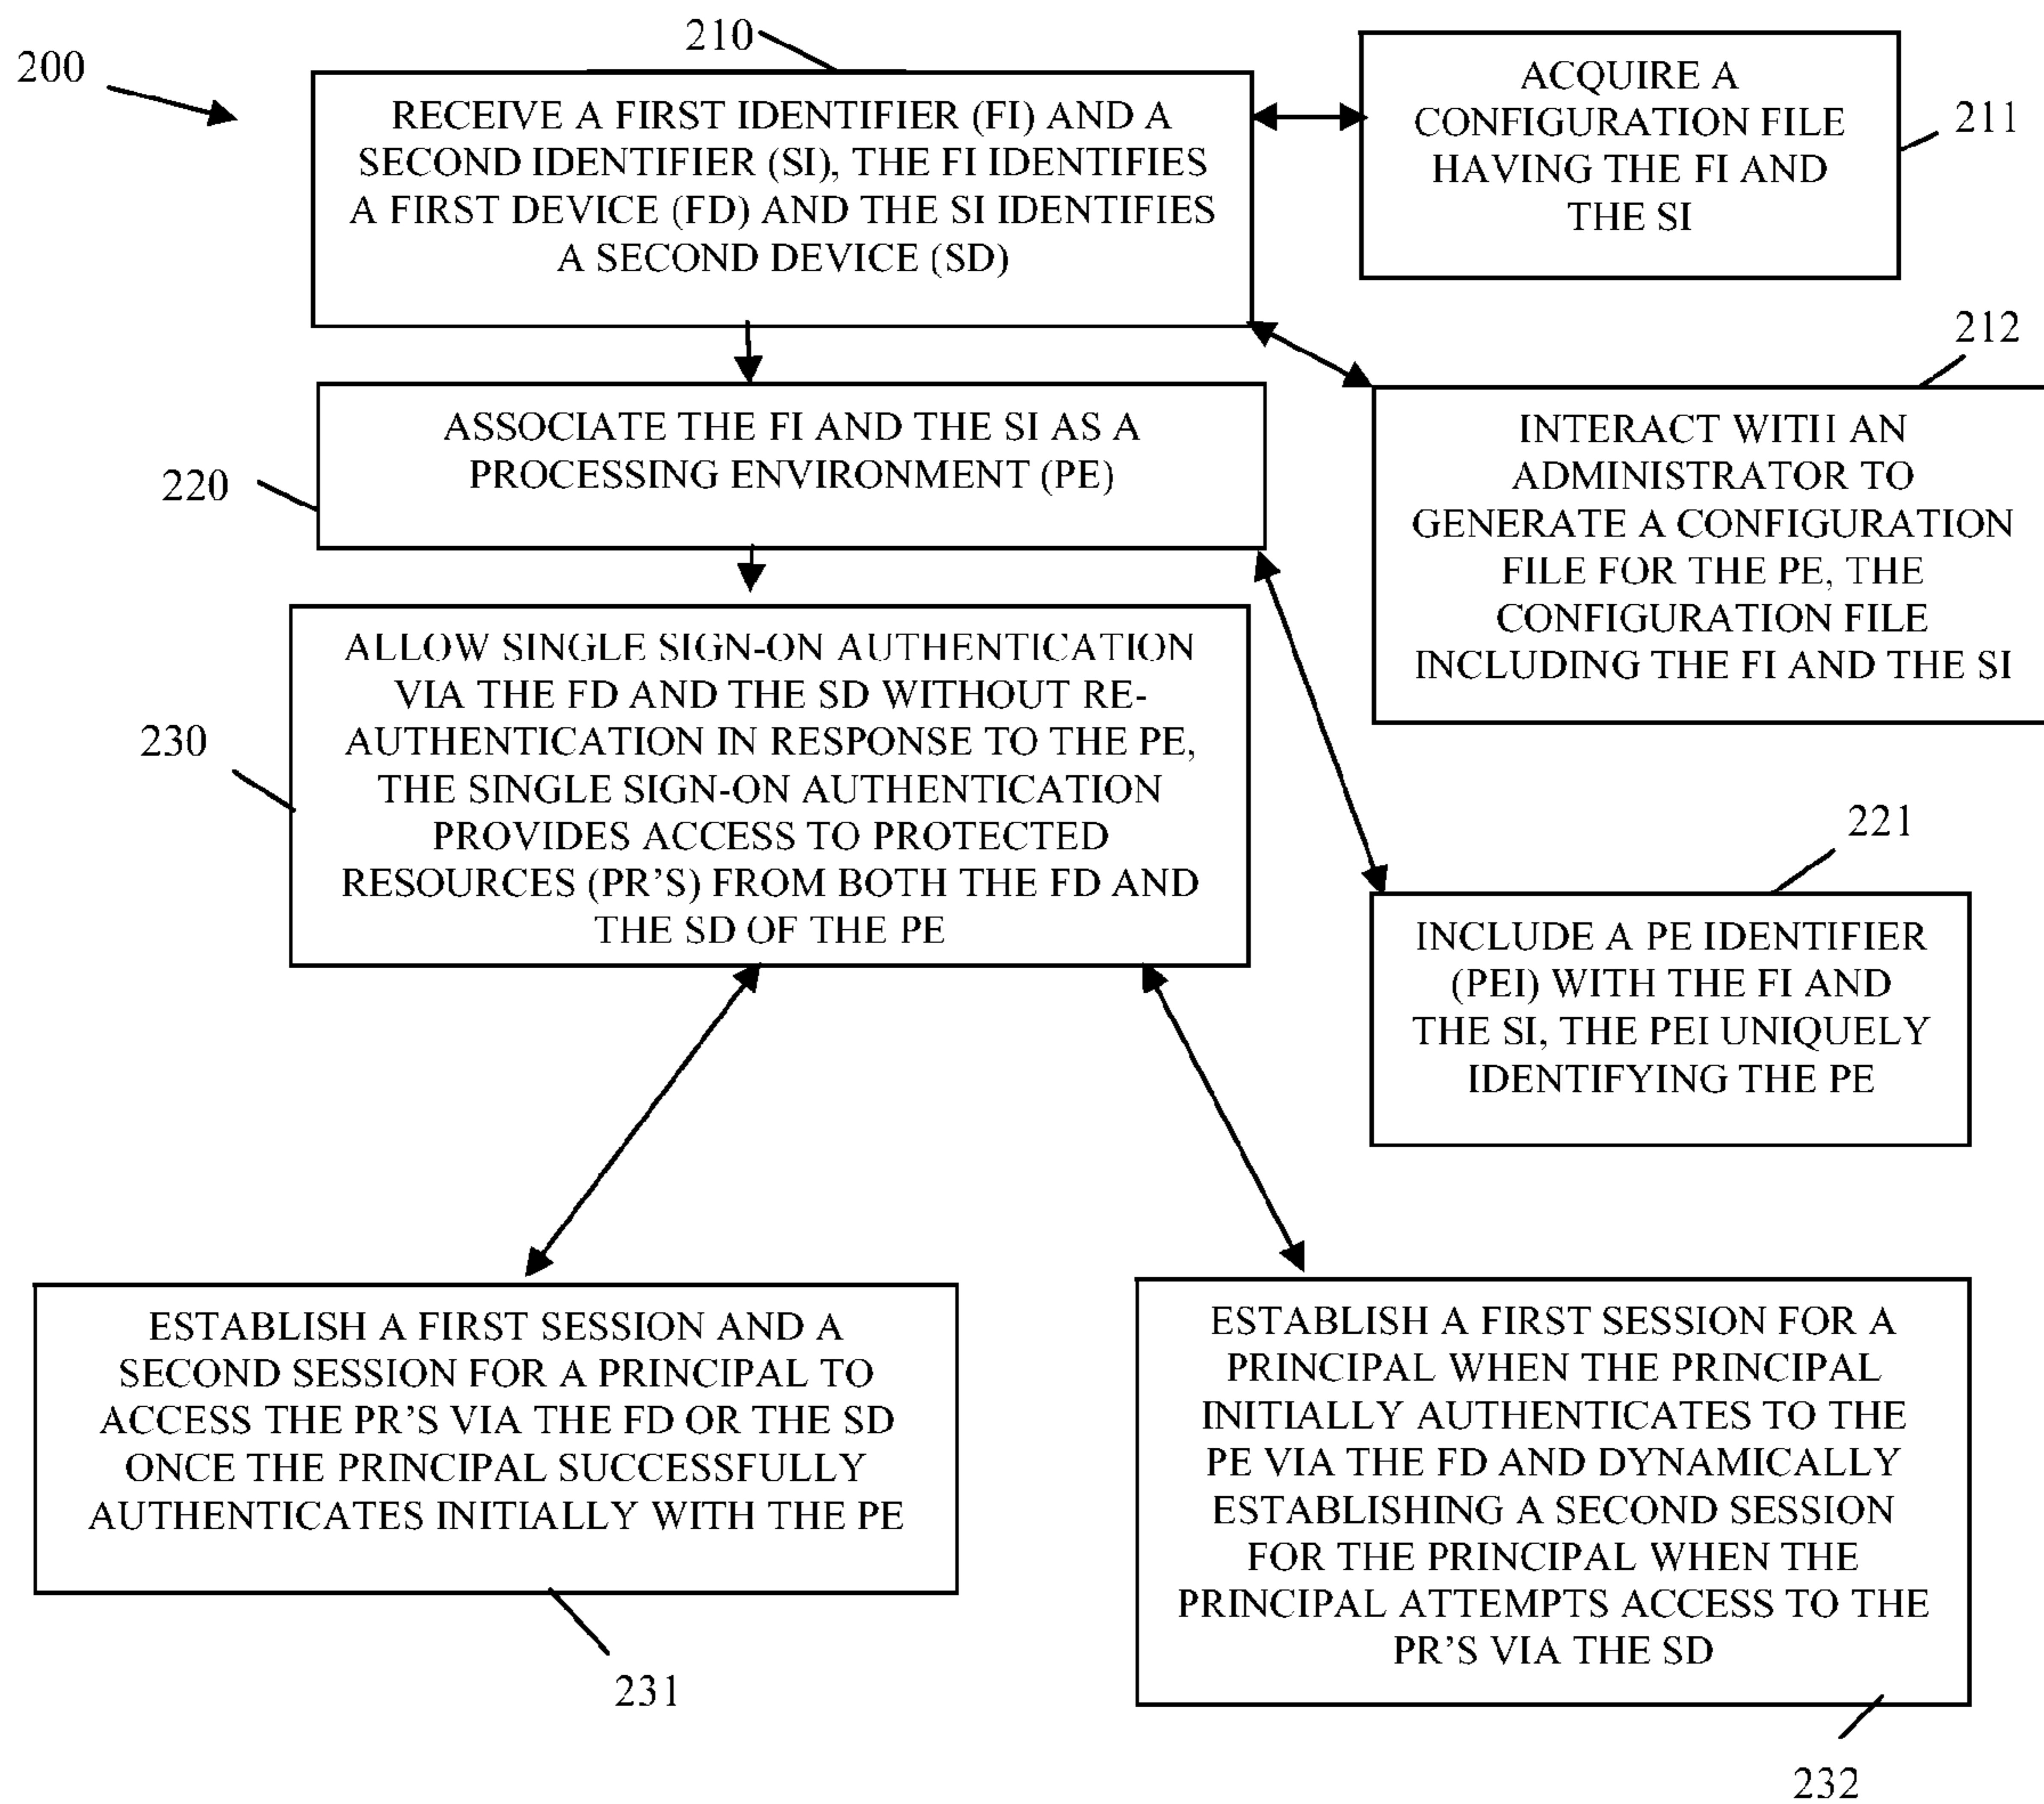 200
210
RECEIVE A FIRST IDENTIFIER (FI) AND A
SECOND IDENTIFIER (SI), THE FI IDENTIFIES
A FIRST DEVICE (FD) AND THE SI IDENTIFIES
A SECOND DEVICE (SD)
ACQUIRE A
CONFIGURATION FILE
HAVING THE FI AND
THE SI
211
212
INTERACT WITH AN
ADMINISTRATOR TO
GENERATE A CONFIGURATION
FILE FOR THE PE, THE
CONFIGURATION FILE
INCLUDING THE FI AND THE SI
220
ASSOCIATE THE FI AND THE SI AS A
PROCESSING ENVIRONMENT (PE)
230
ALLOW SINGLE SIGN-ON AUTHENTICATION
VIA THE FD AND THE SD WITHOUT RE-
AUTHENTICATION IN RESPONSE TO THE PE,
THE SINGLE SIGN-ON AUTHENTICATION
PROVIDES ACCESS TO PROTECTED
RESOURCES (PR'S) FROM BOTH THE FD AND
THE SD OF THE PE
221
INCLUDE A PE IDENTIFIER
(PEI) WITH THE FI AND
THE SI, THE PEI UNIQUELY
IDENTIFYING THE PE
ESTABLISH A FIRST SESSION AND A
SECOND SESSION FOR A PRINCIPAL TO
ACCESS THE PR'S VIA THE FD OR THE SD
ONCE THE PRINCIPAL SUCCESSFULLY
AUTHENTICATES INITIALLY WITH THE PE
231
ESTABLISH A FIRST SESSION FOR A
PRINCIPAL WHEN THE PRINCIPAL
INITIALLY AUTHENTICATES TO THE
PE VIA THE FD AND DYNAMICALLY
ESTABLISHING A SECOND SESSION
FOR THE PRINCIPAL WHEN THE
PRINCIPAL ATTEMPTS ACCESS TO THE
PR'S VIA THE SD
232